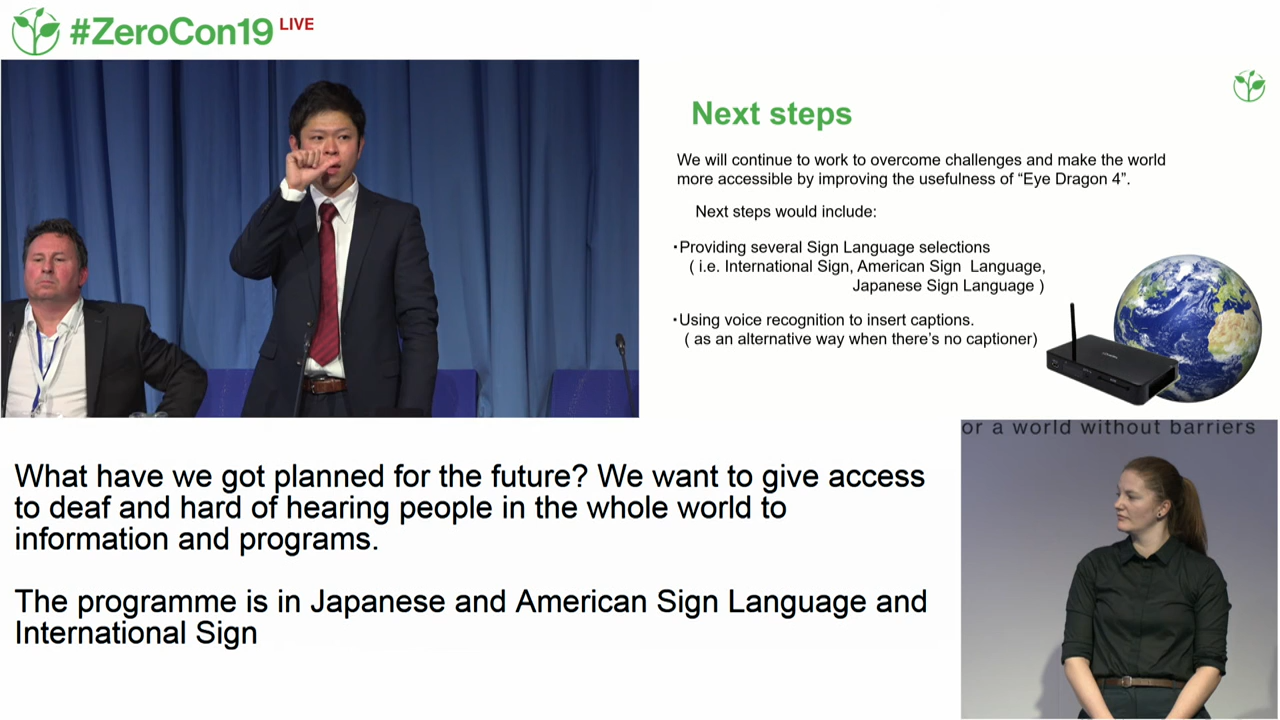 #ZeroCon19 LIVE
Next steps
We will continue to work to overcome challenges and make the world
more accessible by improving the usefulness of “Eye Dragon 4”.
Next steps would include:
・Providing several Sign Language selections
( i.e. International Sign, American Sign Language,
Japanese Sign Language )
・Using voice recognition to insert captions.
( as an alternative way when there’s no captioner)
or a world without barriers
What have we got planned for the future? We want to give access
to deaf and hard of hearing people in the whole world to
information and programs.
The programme is in Japanese and American Sign Language and
International Sign